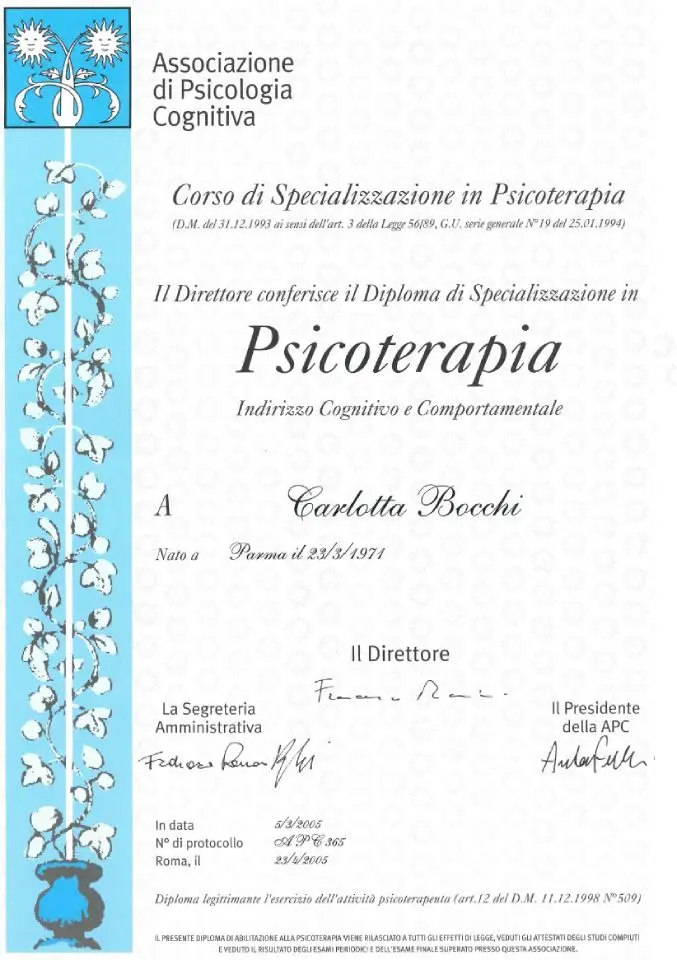 Associazione
di Psicologia
Cognitiva
Corso di Specializzazione in Psicoterapia
(D.M. del 31.12.1993 ai sensi dell'art. 3 della Legge 56/89, G.U. serie generale N°19 del 25.01.1994)
Il Direttore conferisce il Diploma di Specializzazione in
Psicoterapia
Indirizzo Cognitivo e Comportamentale
A Carlotta Bocchi
Nato a Parma il 23/3/1971
Il Direttore
La Segreteria
Amministrativa
Il Presidente
della APC
In data 5/3/2005
N° di protocollo APC 365
Roma, il 23/4/2005
Diploma legittimante l'esercizio dell'attività psicoterapeuta (art.12 del D.M. 11.12.1998 N°509)
IL PRESENTE DIPLOMA DI ABILITAZIONE ALLA PSICOTERAPIA VIENE RILASCIATO A TUTTI GLI EFFETTI DI LEGGE, VEDUTI GLI ATTESTATI DEGLI STUDI COMPIUTI
E VEDUTO IL RISULTATO DEGLI ESAMI PERIODICI E DELL'ESAME FINALE SUPERATO PRESSO QUESTA ASSOCIAZIONE.